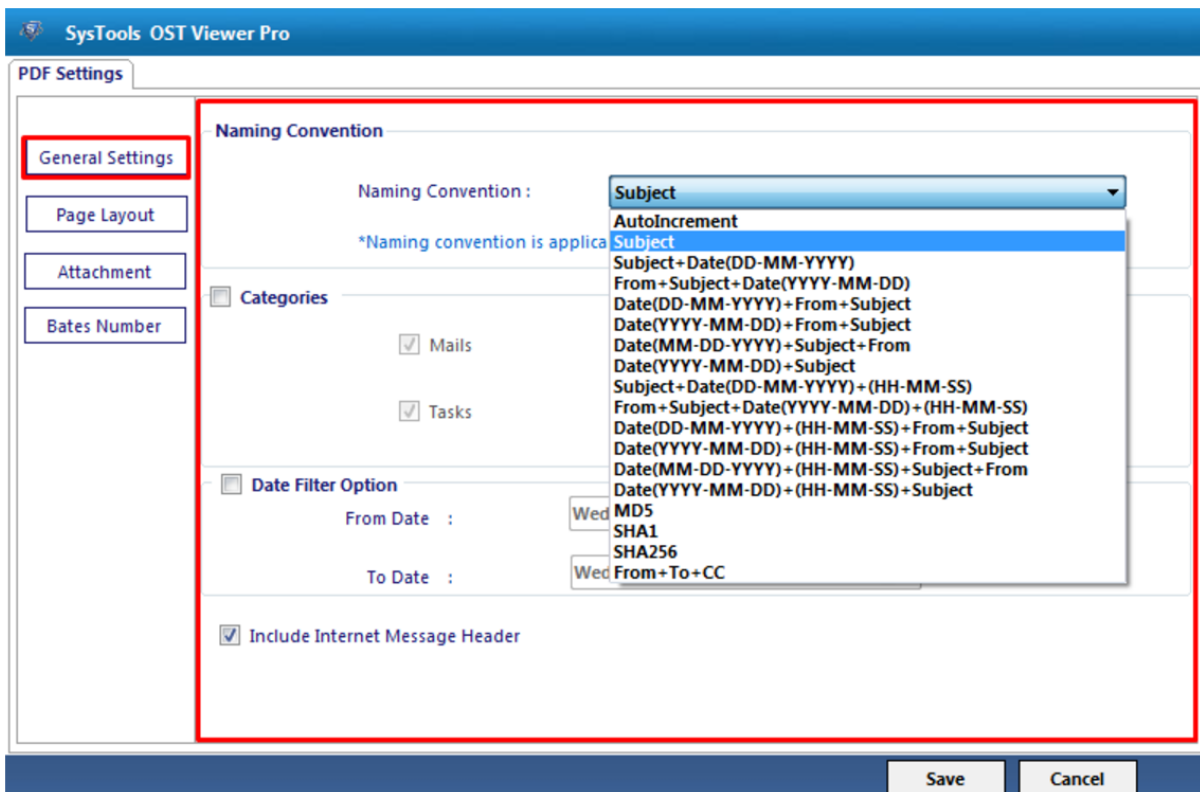 SysTools OST Viewer Pro
PDF Settings
General Settings
Page Layout
Attachment
Bates Number
Naming Convention
Naming Convention :
Subject
*Naming convention is
AutoIncrement
Subject
Subject+Date(DD-MM-YYYY)
From+Subject+Date(YYYY-MM-DD)
Date(DD-MM-YYYY)+From+Subject
Date(YYYY-MM-DD)+From+Subject
Date(MM-DD-YYYY)+Subject+From
Date(YYYY-MM-DD)+Subject
Subject+Date(DD-MM-YYYY)+(HH-MM-SS)
From+Subject+Date(YYYY-MM-DD)+(HH-MM-SS)
Date(DD-MM-YYYY)+(HH-MM-SS)+From+Subject
Date(YYYY-MM-DD)+(HH-MM-SS)+From+Subject
Date(MM-DD-YYYY)+(HH-MM-SS)+Subject+From
Date(YYYY-MM-DD)+(HH-MM-SS)+Subject
MD5
SHA1
SHA256
From+To+CC
Categories
Mails
Tasks
Date Filter Option
From Date :
Wed
To Date :
Wed
Include Internet Message Header
Save
Cancel